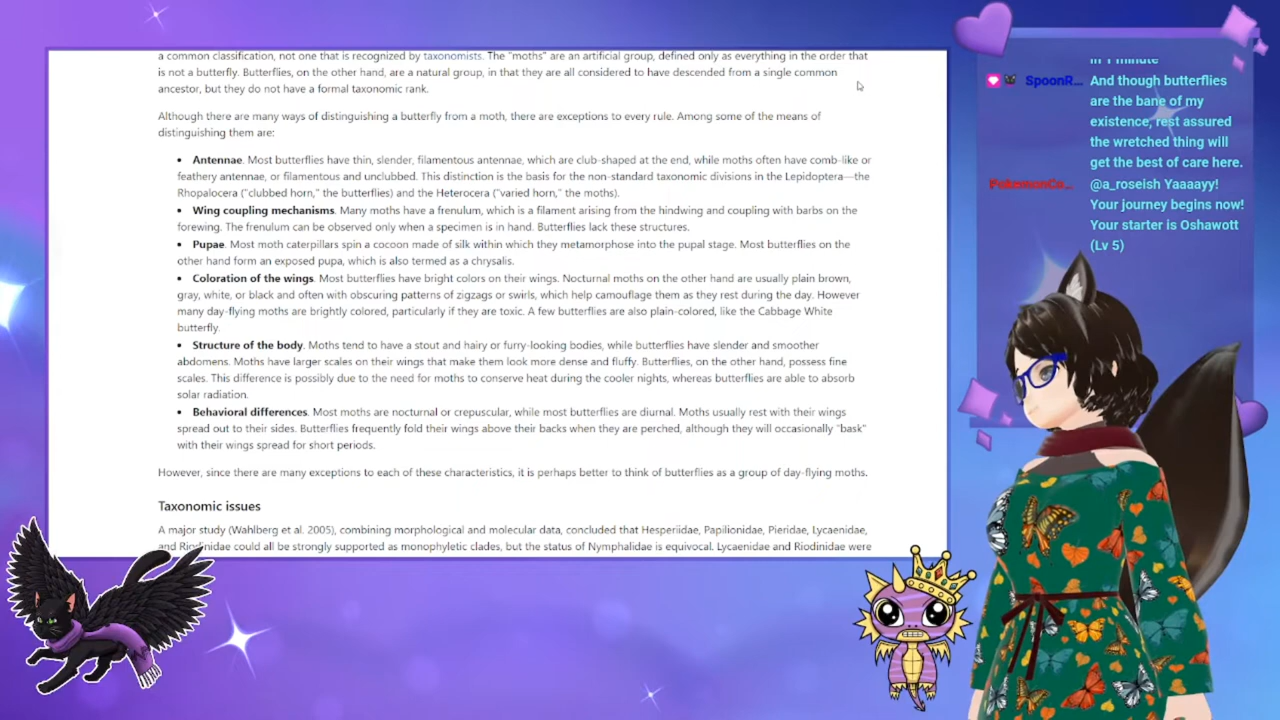 a common classification, not one that is recognized by taxonomists. The "moths" are an artificial group, defined only as everything in the order that
is not a butterfly. Butterflies, on the other hand, are a natural group, in that they are all considered to have descended from a single common
ancestor, but they do not have a formal taxonomic rank.
Although there are many ways of distinguishing a butterfly from a moth, there are exceptions to every rule. Among some of the means of
distinguishing them are:
• Antennae. Most butterflies have thin, slender, filamentous antennae, which are club-shaped at the end, while moths often have comb-like or
feathery antennae, or filamentous and unclubbed. This distinction is the basis for the non-standard taxonomic divisions in the Lepidoptera—the
Rhopalocera ("clubbed horn," the butterflies) and the Heterocera ("varied horn," the moths).
• Wing coupling mechanisms. Many moths have a frenulum, which is a filament arising from the hindwing and coupling with barbs on the
forewing. The frenulum can be observed only when a specimen is in hand. Butterflies lack these structures.
• Pupae. Most moth caterpillars spin a cocoon made of silk within which they metamorphose into the pupal stage. Most butterflies on the
other hand form an exposed pupa, which is also termed as a chrysalis.
• Coloration of the wings. Most butterflies have bright colors on their wings. Nocturnal moths on the other hand are usually plain brown,
gray, white, or black and often with obscuring patterns of zigzags or swirls, which help camouflage them as they rest during the day. However
many day-flying moths are brightly colored, particularly if they are toxic. A few butterflies are also plain-colored, like the Cabbage White
butterfly.
• Structure of the body. Moths tend to have a stout and hairy or furry-looking bodies, while butterflies have slender and smoother
abdomens. Moths have larger scales on their wings that make them look more dense and fluffy. Butterflies, on the other hand, possess fine
scales. This difference is possibly due to the need for moths to conserve heat during the cooler nights, whereas butterflies are able to absorb
solar radiation.
• Behavioral differences. Most moths are nocturnal or crepuscular, while most butterflies are diurnal. Moths usually rest with their wings
spread out to their sides. Butterflies frequently fold their wings above their backs when they are perched, although they will occasionally "bask"
with their wings spread for short periods.
However, since there are many exceptions to each of these characteristics, it is perhaps better to think of butterflies as a group of day-flying moths.
Taxonomic issues
A major study (Wahlberg et al. 2005), combining morphological and molecular data, concluded that Hesperiidae, Papilionidae, Pieridae, Lycaenidae,
and Riodinidae could all be strongly supported as monophyletic clades, but the status of Nymphalidae is equivocal. Lycaenidae and Riodinidae were
in 1 minute
SpoonR... And though butterflies
are the bane of my
existence, rest assured
the wretched thing will
get the best of care here.
PokemonCo... @a_roseish Yaaaayy!
Your journey begins now!
Your starter is Oshawott
(Lv 5)